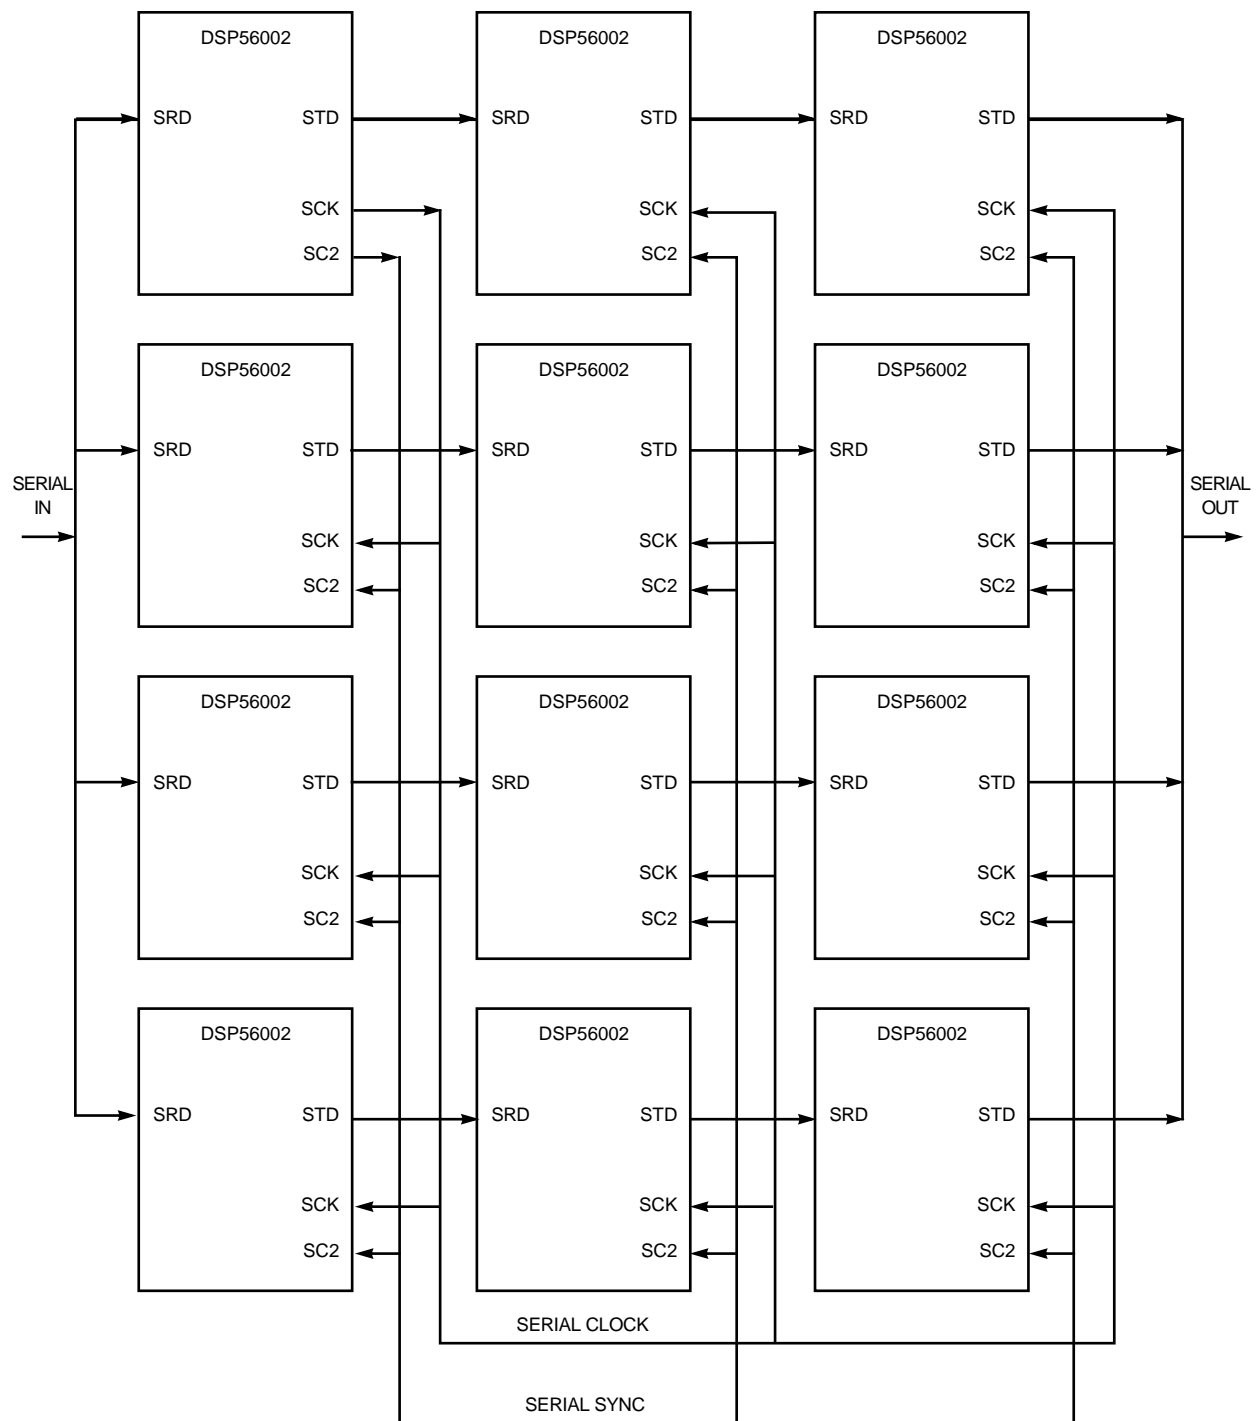 DSP56002 DSP56002 DSP56002
SRD STD SRD STD SRD STD
SCK SCK SCK
SC2 SC2 SC2
DSP56002 DSP56002 DSP56002
SRD STD SRD STD SRD STD
SERIAL
IN
SERIAL
OUT
SCK SCK SCK
SC2 SC2 SC2
DSP56002 DSP56002 DSP56002
SRD STD SRD STD SRD STD
SCK SCK SCK
SC2 SC2 SC2
DSP56002 DSP56002 DSP56002
SRD STD SRD STD SRD STD
SCK SCK SCK
SC2 SC2 SC2
SERIAL CLOCK
SERIAL SYNC